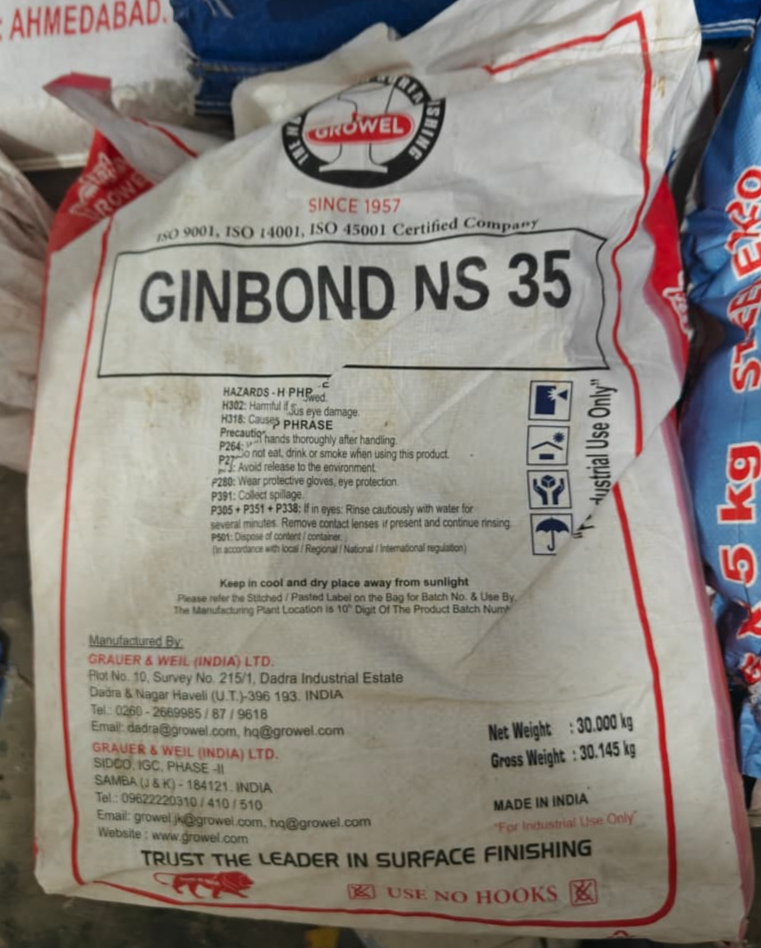 : AHMEDABAD.
GROWEL
GROWEL
SINCE 1957
ISO 9001, ISO 14001, ISO 45001 Certified Company
GINBOND NS 35
HAZARDS - H PHR
H302: Harmful if wed.
H318: Causes ous eye damage.
Precautio P PHRASE
P264: hands thoroughly after handling.
P27 Do not eat, drink or smoke when using this product.
3: Avoid release to the environment.
P280: Wear protective gloves, eye protection.
P391: Collect spillage.
P305 + P351 + P338: If in eyes: Rinse cautiously with water for
several minutes. Remove contact lenses if present and continue rinsing.
P501: Dispose of content / container.
(In accordance with local / Regional / National / International regulation)
"F dustrial Use Only"
Keep in cool and dry place away from sunlight
Please refer the Stitched / Pasted Label on the Bag for Batch No. & Use By.
The Manufacturing Plant Location is 10" Digit Of The Product Batch Numb
Manufactured By:
GRAUER & WEIL (INDIA) LTD.
Plot No. 10, Survey No. 215/1, Dadra Industrial Estate
Dadra & Nagar Haveli (U.T.)-396 193. INDIA
Tel.: 0260 - 2669985 / 87 / 9618
Email: dadra@growel.com, hq@growel.com
GRAUER & WEIL (INDIA) LTD.
SIDCO, IGC, PHASE -II
SAMBA (J & K) - 184121. INDIA
Tel.: 09622220310 / 410 / 510
Email: growel.jk@growel.com, hq@growel.com
Website : www.growel.com
Net Weight : 30.000 kg
Gross Weight : 30.145 kg
MADE IN INDIA
"For Industrial Use Only"
TRUST THE LEADER IN SURFACE FINISHING
USE NO HOOKS
5 kg